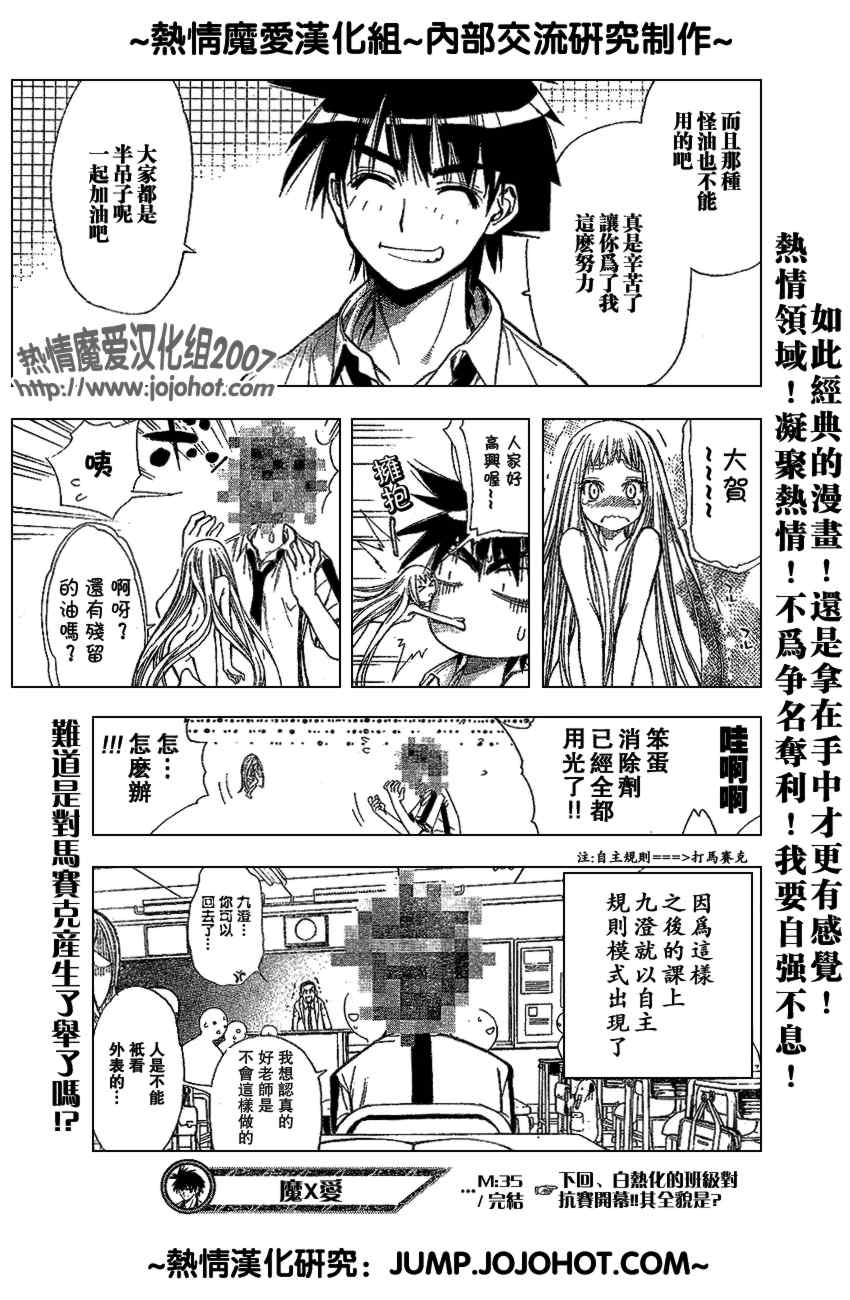 ~熱情魔愛漢化組~內部交流研究制作~
而且那種
怪油也不能
用的吧
真是辛苦了
讓你爲了我
這麼努力
大家都是
半吊子呢
一起加油吧
熱情魔爱汉化组2007
http://www.jojohot.com
大賀
~~~~
人家好
高興喔~
擁抱~
咦
啊呀？
還有殘留
的油嗎？
哇啊啊
笨蛋
消除劑
已經全都
用光了!!
怎…
怎麼辦
!!!
注:自主規則===>打馬賽克
因爲這樣
之後的課上
九澄就以自主
規則模式出現了
九澄…
你可以
回去了…
我想認真的
好老師是
不會這樣做的
人是不能
衹看
外表的…
如此經典的漫畫！還是拿在手中才更有感覺！
熱情領域！凝聚熱情！不爲争名奪利！我要自强不息！
難道是對馬賽克産生了舉了嗎!?
魔X愛
…M:35
/完結
☞下回、白熱化的班級對
抗賽開幕!!其全貌是?
~熱情漢化研究：JUMP.JOJOHOT.COM~